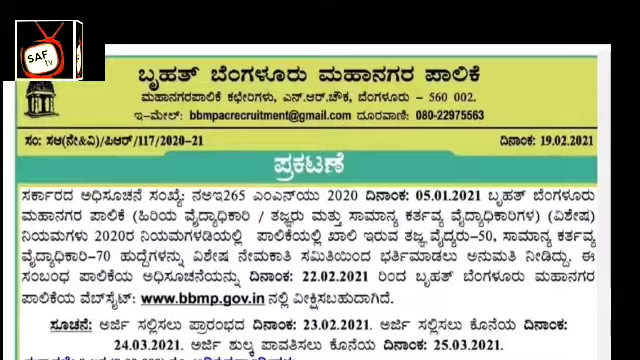 SAF
tv
ಬೃಹತ್ ಬೆಂಗಳೂರು ಮಹಾನಗರ ಪಾಲಿಕೆ
ಮಹಾನಗರಪಾಲಿಕೆ ಕಛೇರಿಗಳು, ಎನ್.ಆರ್.ಚೌಕ, ಬೆಂಗಳೂರು – 560 002.
ಇ-ಮೇಲ್: bbmpacrecruitment@gmail.com ದೂರವಾಣಿ: 080-22975563
ಸಂ: ಸಆ(ನೇ&ವಿ)/ಪಿಆರ್/117/2020-21 ದಿನಾಂಕ: 19.02.2021
ಪ್ರಕಟಣೆ
ಸರ್ಕಾರದ ಅಧಿಸೂಚನೆ ಸಂಖ್ಯೆ: ನಅಇ265 ಎಂಎನ್‌ಯು 2020 ದಿನಾಂಕ: 05.01.2021 ಬೃಹತ್ ಬೆಂಗಳೂರು
ಮಹಾನಗರ ಪಾಲಿಕೆ (ಹಿರಿಯ ವೈದ್ಯಾಧಿಕಾರಿ / ತಜ್ಞರು ಮತ್ತು ಸಾಮಾನ್ಯ ಕರ್ತವ್ಯ ವೈದ್ಯಾಧಿಕಾರಿಗಳ) (ವಿಶೇಷ)
ನಿಯಮಗಳು 2020ರ ನಿಯಮಗಳಡಿಯಲ್ಲಿ ಪಾಲಿಕೆಯಲ್ಲಿ ಖಾಲಿ ಇರುವ ತಜ್ಞ ವೈದ್ಯರು-50, ಸಾಮಾನ್ಯ ಕರ್ತವ್ಯ
ವೈದ್ಯಾಧಿಕಾರಿ-70 ಹುದ್ದೆಗಳನ್ನು ವಿಶೇಷ ನೇಮಕಾತಿ ಸಮಿತಿಯಿಂದ ಭರ್ತಿಮಾಡಲು ಅನುಮತಿ ನೀಡಿದ್ದು. ಈ
ಸಂಬಂಧ ಪಾಲಿಕೆಯ ಅಧಿಸೂಚನೆಯನ್ನು ದಿನಾಂಕ: 22.02.2021 ರಿಂದ ಬೃಹತ್ ಬೆಂಗಳೂರು ಮಹಾನಗರ
ಪಾಲಿಕೆಯ ವೆಬ್‌ಸೈಟ್: www.bbmp.gov.in ನಲ್ಲಿ ವೀಕ್ಷಿಸಬಹುದಾಗಿದೆ.
ಸೂಚನೆ: ಅರ್ಜಿ ಸಲ್ಲಿಸಲು ಪ್ರಾರಂಭದ ದಿನಾಂಕ: 23.02.2021. ಅರ್ಜಿ ಸಲ್ಲಿಸಲು ಕೊನೆಯ ದಿನಾಂಕ:
24.03.2021. ಅರ್ಜಿ ಶುಲ್ಕ ಪಾವತಿಸಲು ಕೊನೆಯ ದಿನಾಂಕ: 25.03.2021.